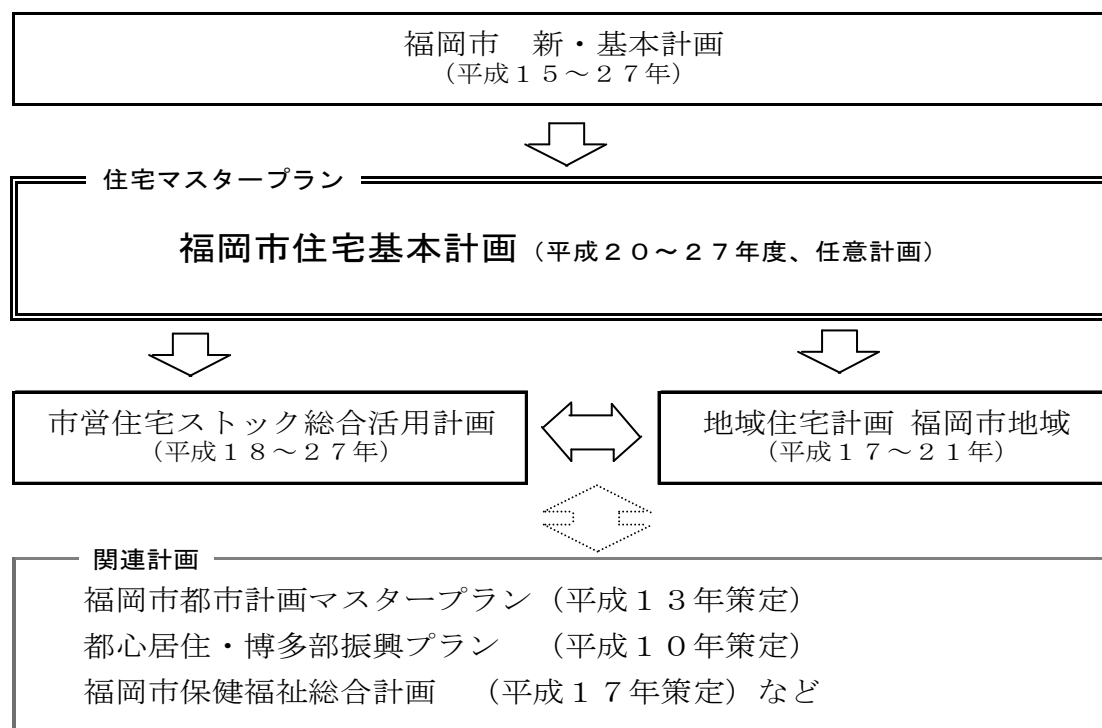 福岡市　新・基本計画
（平成１５～２７年）
住宅マスタープラン
福岡市住宅基本計画（平成２０～２７年度、任意計画）
市営住宅ストック総合活用計画
（平成１８～２７年）
地域住宅計画 福岡市地域
（平成１７～２１年）
関連計画
福岡市都市計画マスタープラン（平成１３年策定）
都心居住・博多部振興プラン　（平成１０年策定）
福岡市保健福祉総合計画　（平成１７年策定）など